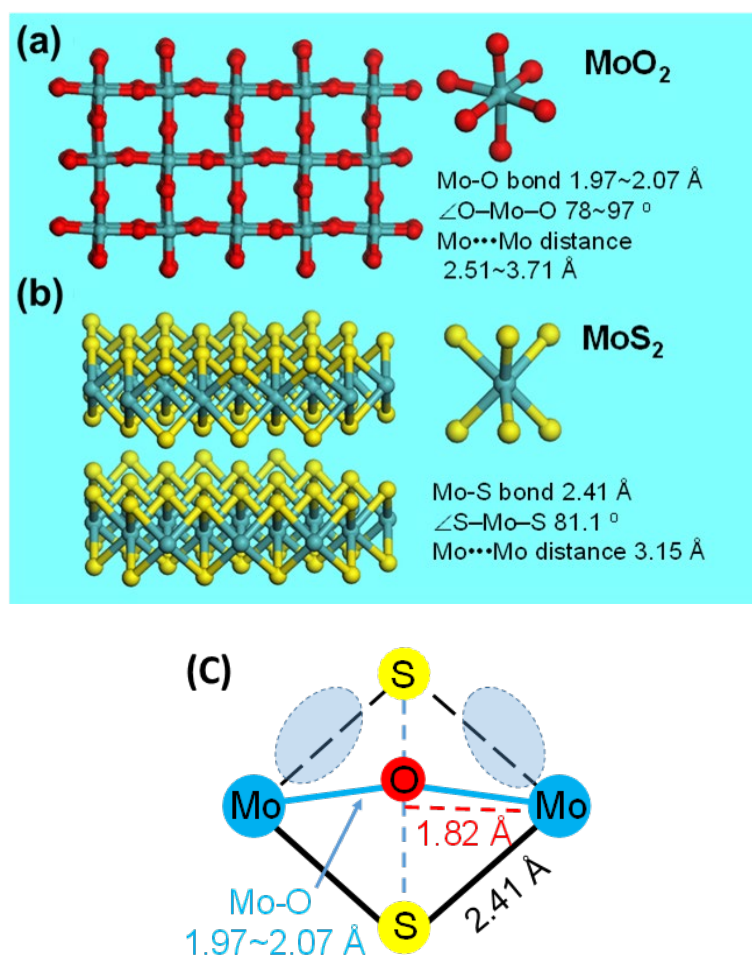 (a)
MoO₂
Mo-O bond 1.97~2.07 Å
∠O–Mo–O 78~97 º
Mo•••Mo distance
2.51~3.71 Å
(b)
MoS₂
Mo-S bond 2.41 Å
∠S–Mo–S 81.1 º
Mo•••Mo distance 3.15 Å
(C)
S
Mo
O
Mo
1.82 Å
2.41 Å
Mo-O
1.97~2.07 Å
S